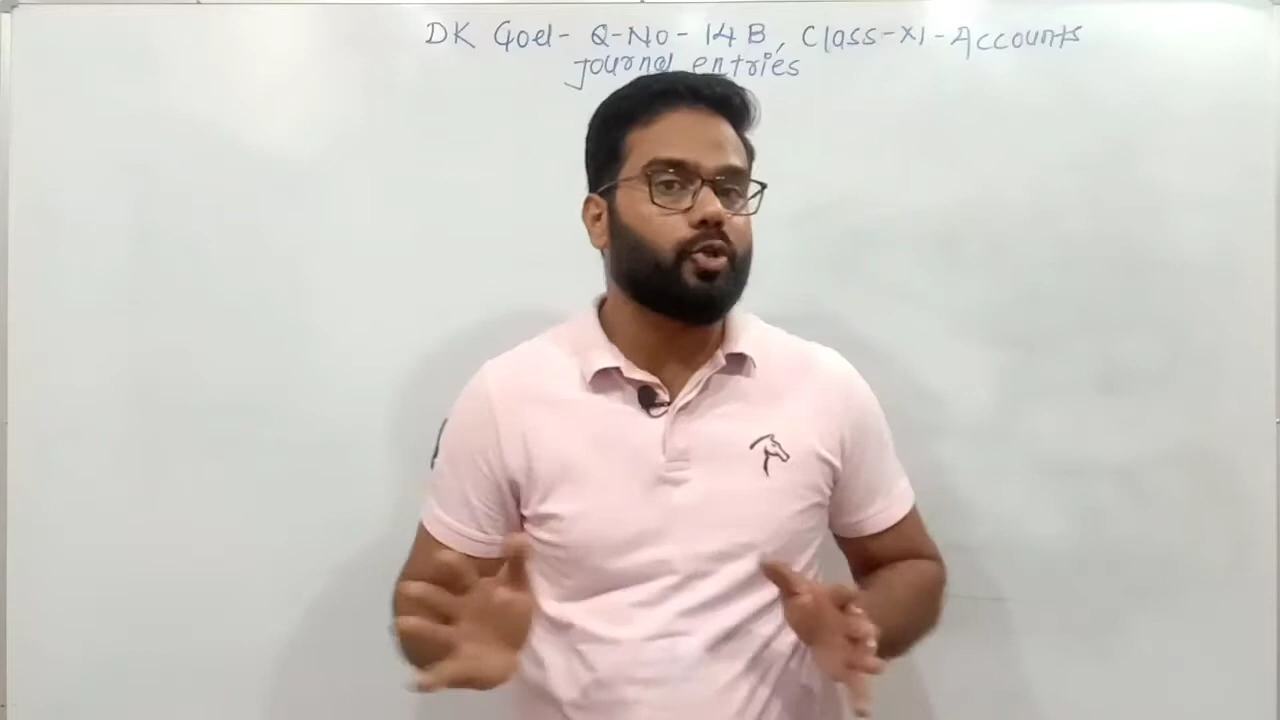 DK Goel- Q-No- 14B, Class-XI-Accounts
Journal entries